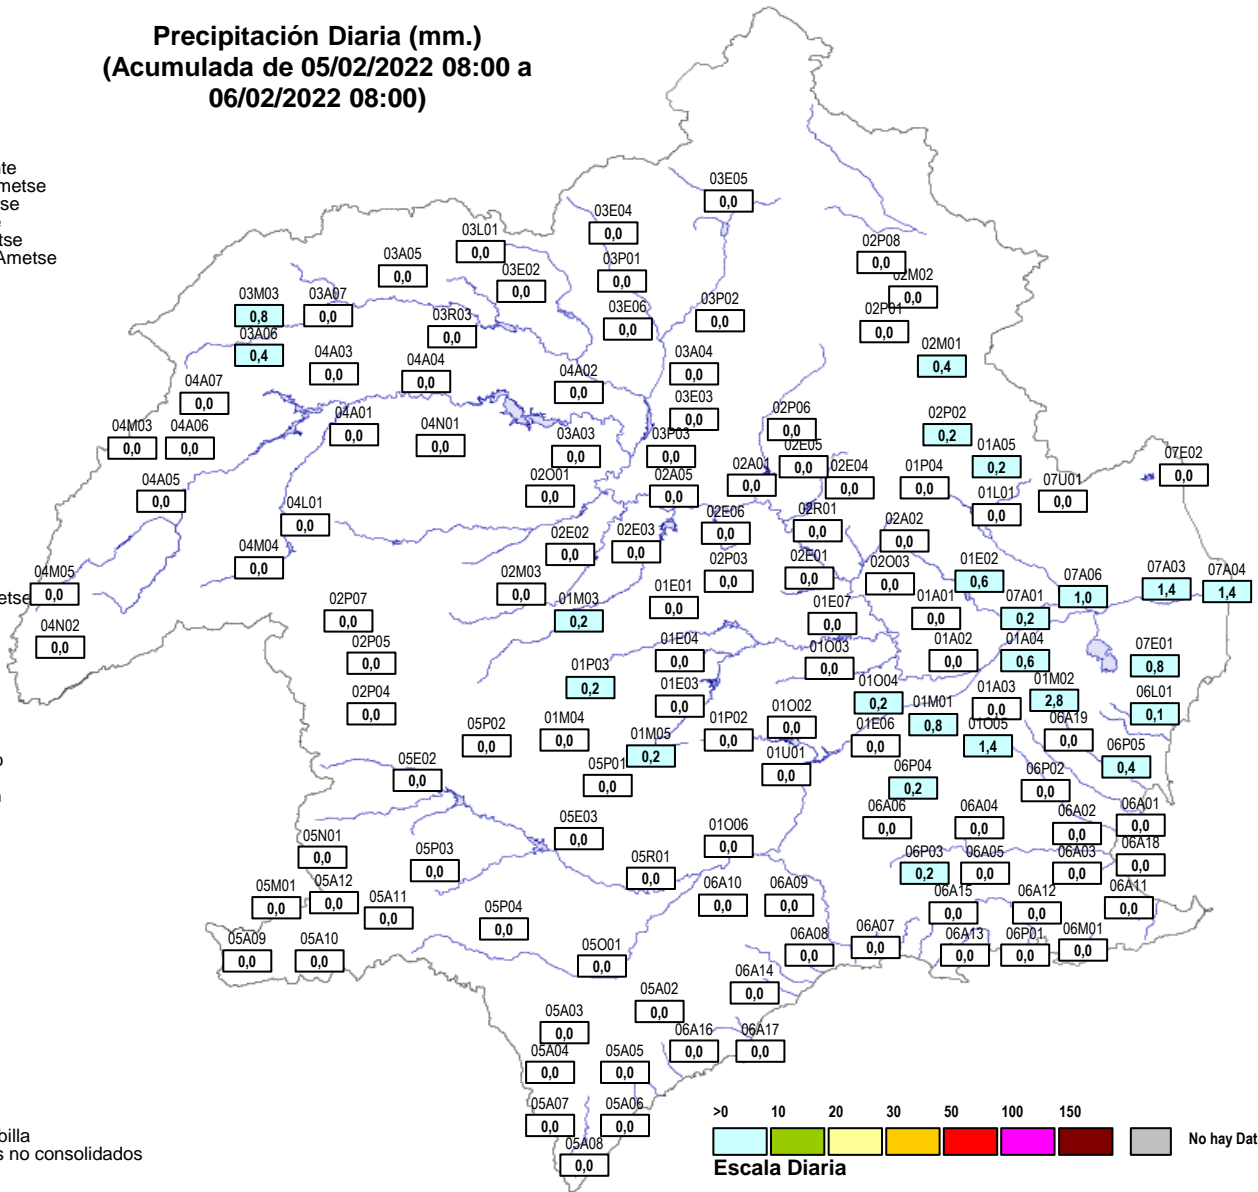 Precipitación Diaria (mm.)
(Acumulada de 05/02/2022 08:00 a
06/02/2022 08:00)
nte
metse
tse
e
tse
Ametse
03E05
0,0
03E04
0,0
03L01
0,0
03A05
0,0
03E02
0,0
03P01
0,0
02P08
0,0
02M02
0,0
03M03
0,8
03A07
0,0
03R03
0,0
03E06
0,0
03P02
0,0
02P01
0,0
03A06
0,4
04A03
0,0
04A04
0,0
04A02
0,0
03A04
0,0
02M01
0,4
04A07
0,0
03E03
0,0
04M03
0,0
04A06
0,0
04A01
0,0
04N01
0,0
03A03
0,0
03P03
0,0
02P06
0,0
02P02
0,2
02E05
0,0
01A05
0,2
07E02
0,0
04A05
0,0
02O01
0,0
02A05
0,0
02A01
0,0
02E04
0,0
01P04
0,0
07U01
0,0
04L01
0,0
01L01
0,0
02E06
0,0
02R01
0,0
02A02
0,0
04M04
0,0
02E02
0,0
02E03
0,0
04M05
0,0
02M03
0,0
02P03
0,0
02E01
0,0
02O03
0,0
01E02
0,6
07A06
1,0
07A03
1,4
07A04
1,4
etse
02P07
0,0
01M03
0,2
01E01
0,0
01E07
0,0
01A01
0,0
07A01
0,2
04N02
0,0
02P05
0,0
01E04
0,0
01O03
0,0
01A02
0,0
01A04
0,6
07E01
0,8
01P03
0,2
02P04
0,0
01E03
0,0
01O04
0,2
01M02
2,8
01A03
0,0
06L01
0,1
01M01
0,8
05P02
0,0
01M04
0,0
01M05
0,2
01P02
0,0
01O02
0,0
01E06
0,0
01O05
1,4
06A19
0,0
05E02
0,0
05P01
0,0
01U01
0,0
06P04
0,2
06P02
0,0
06P05
0,4
05E03
0,0
01O06
0,0
06A06
0,0
06A04
0,0
06A02
0,0
06A01
0,0
05N01
0,0
05P03
0,0
05R01
0,0
06P03
0,2
06A05
0,0
06A03
0,0
06A18
0,0
05M01
0,0
05A12
0,0
05A11
0,0
06A10
0,0
06A09
0,0
06A15
0,0
06A12
0,0
06A11
0,0
05P04
0,0
05A09
0,0
05A10
0,0
05O01
0,0
06A08
0,0
06A07
0,0
06A13
0,0
06P01
0,0
06M01
0,0
05A02
0,0
06A14
0,0
05A03
0,0
06A16
0,0
06A17
0,0
05A04
0,0
05A05
0,0
05A07
0,0
05A06
0,0
05A08
0,0
billa
s no consolidados
>0 10 20 30 50 100 150
No hay Dat
Escala Diaria